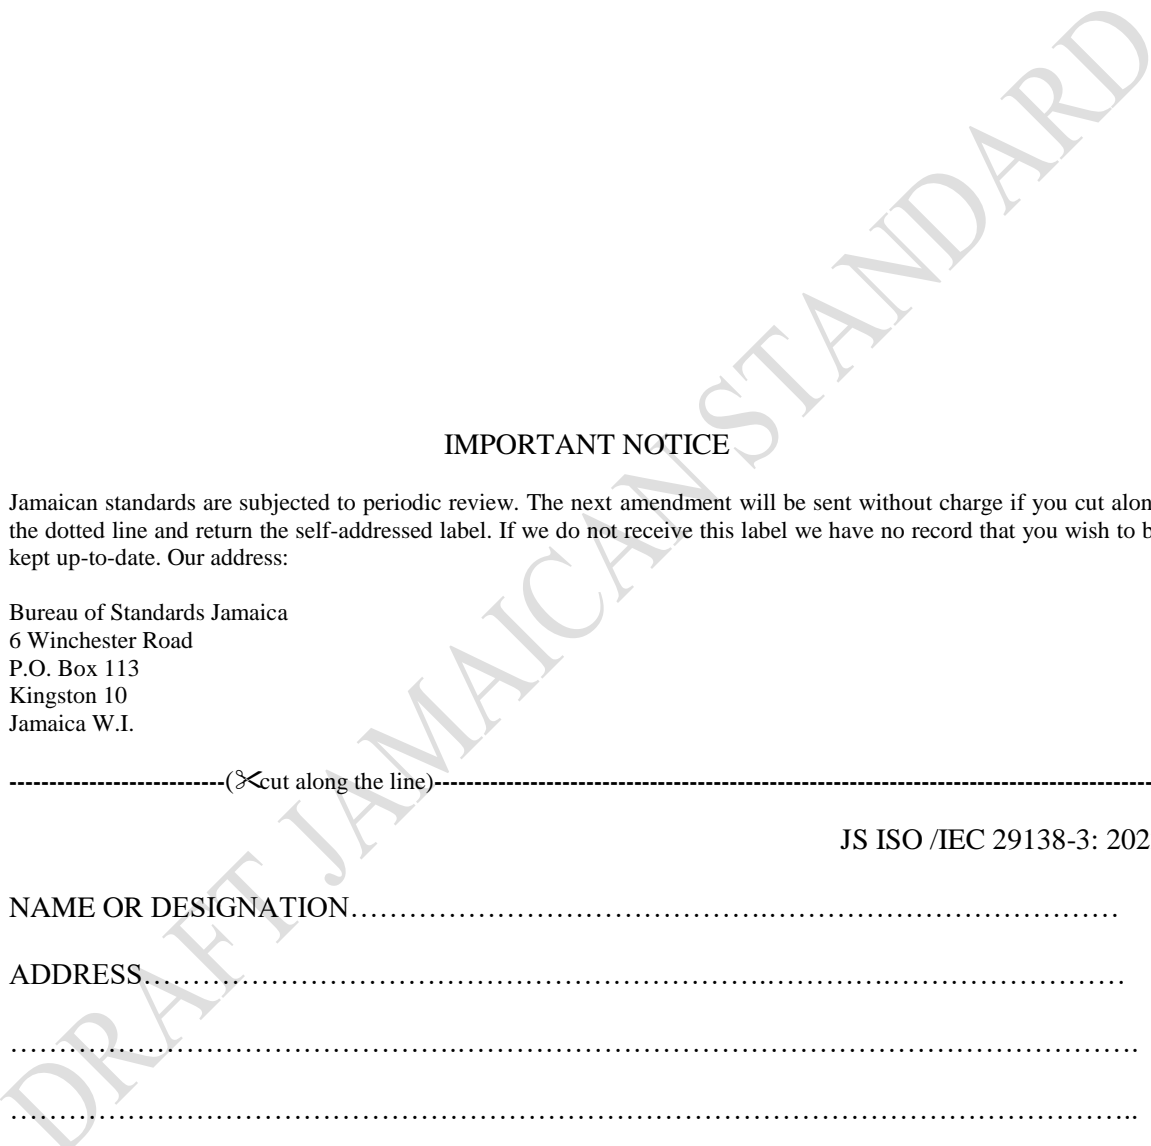 DRAFT JAMAICAN STANDARD
IMPORTANT NOTICE
Jamaican standards are subjected to periodic review. The next amendment will be sent without charge if you cut alon
the dotted line and return the self-addressed label. If we do not receive this label we have no record that you wish to b
kept up-to-date. Our address:
Bureau of Standards Jamaica
6 Winchester Road
P.O. Box 113
Kingston 10
Jamaica W.I.
---------------------------(✂cut along the line)------------------------------------------------------------------------------------------
JS ISO /IEC 29138-3: 202
NAME OR DESIGNATION…………………………………….………………………………
ADDRESS……………………………………………………….………….……………………
……………………………………….…………………………………………………….
……………………………………………………………………………………………..